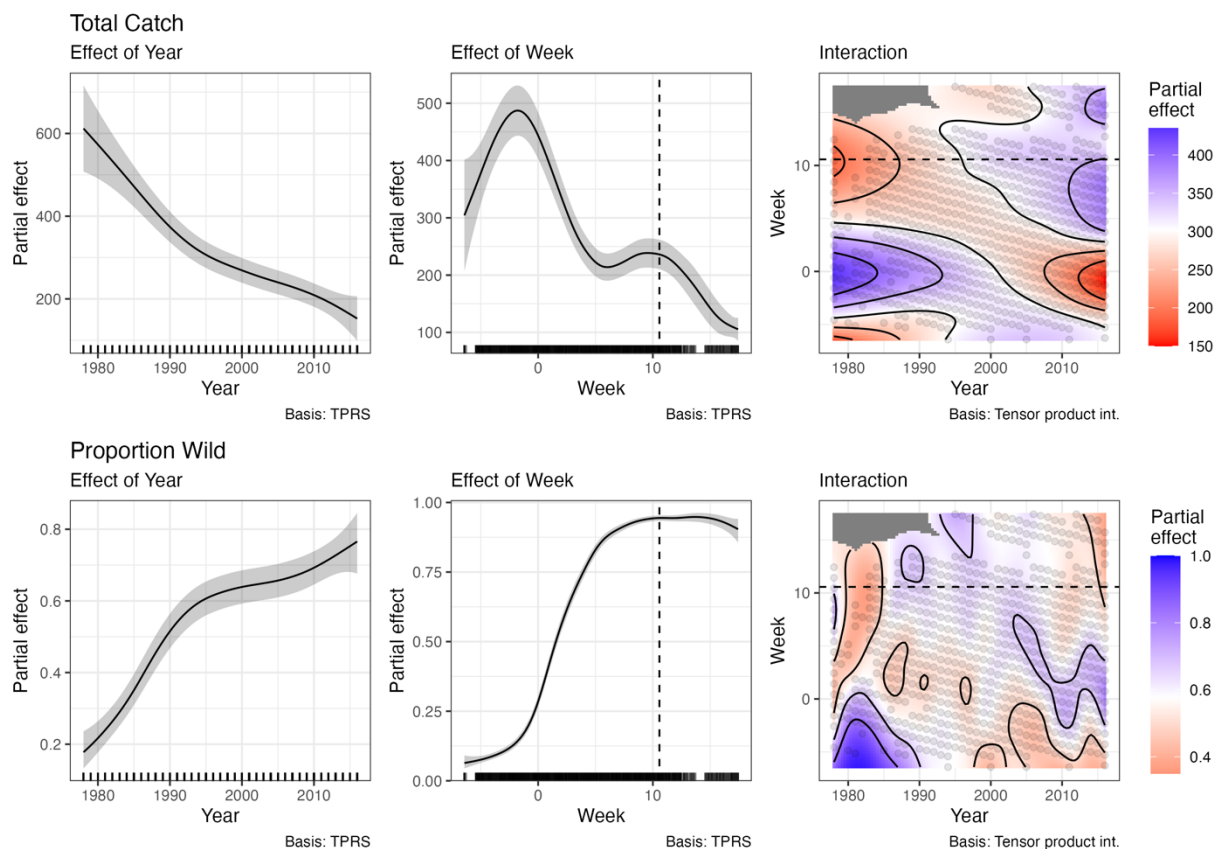 Total Catch
Effect of Year
Effect of Week
Interaction
Partial effect
600
400
200
1980
1990
2000
2010
Year
Basis: TPRS
Partial effect
500
400
300
200
100
0
10
Week
Basis: TPRS
Week
10
0
1980
1990
2000
2010
Year
Basis: Tensor product int.
Partial
effect
400
350
300
250
200
150
Proportion Wild
Effect of Year
Effect of Week
Interaction
Partial effect
0.8
0.6
0.4
0.2
1980
1990
2000
2010
Year
Basis: TPRS
Partial effect
1.00
0.75
0.50
0.25
0.00
0
10
Week
Basis: TPRS
Week
10
0
1980
1990
2000
2010
Year
Basis: Tensor product int.
Partial
effect
1.0
0.8
0.6
0.4